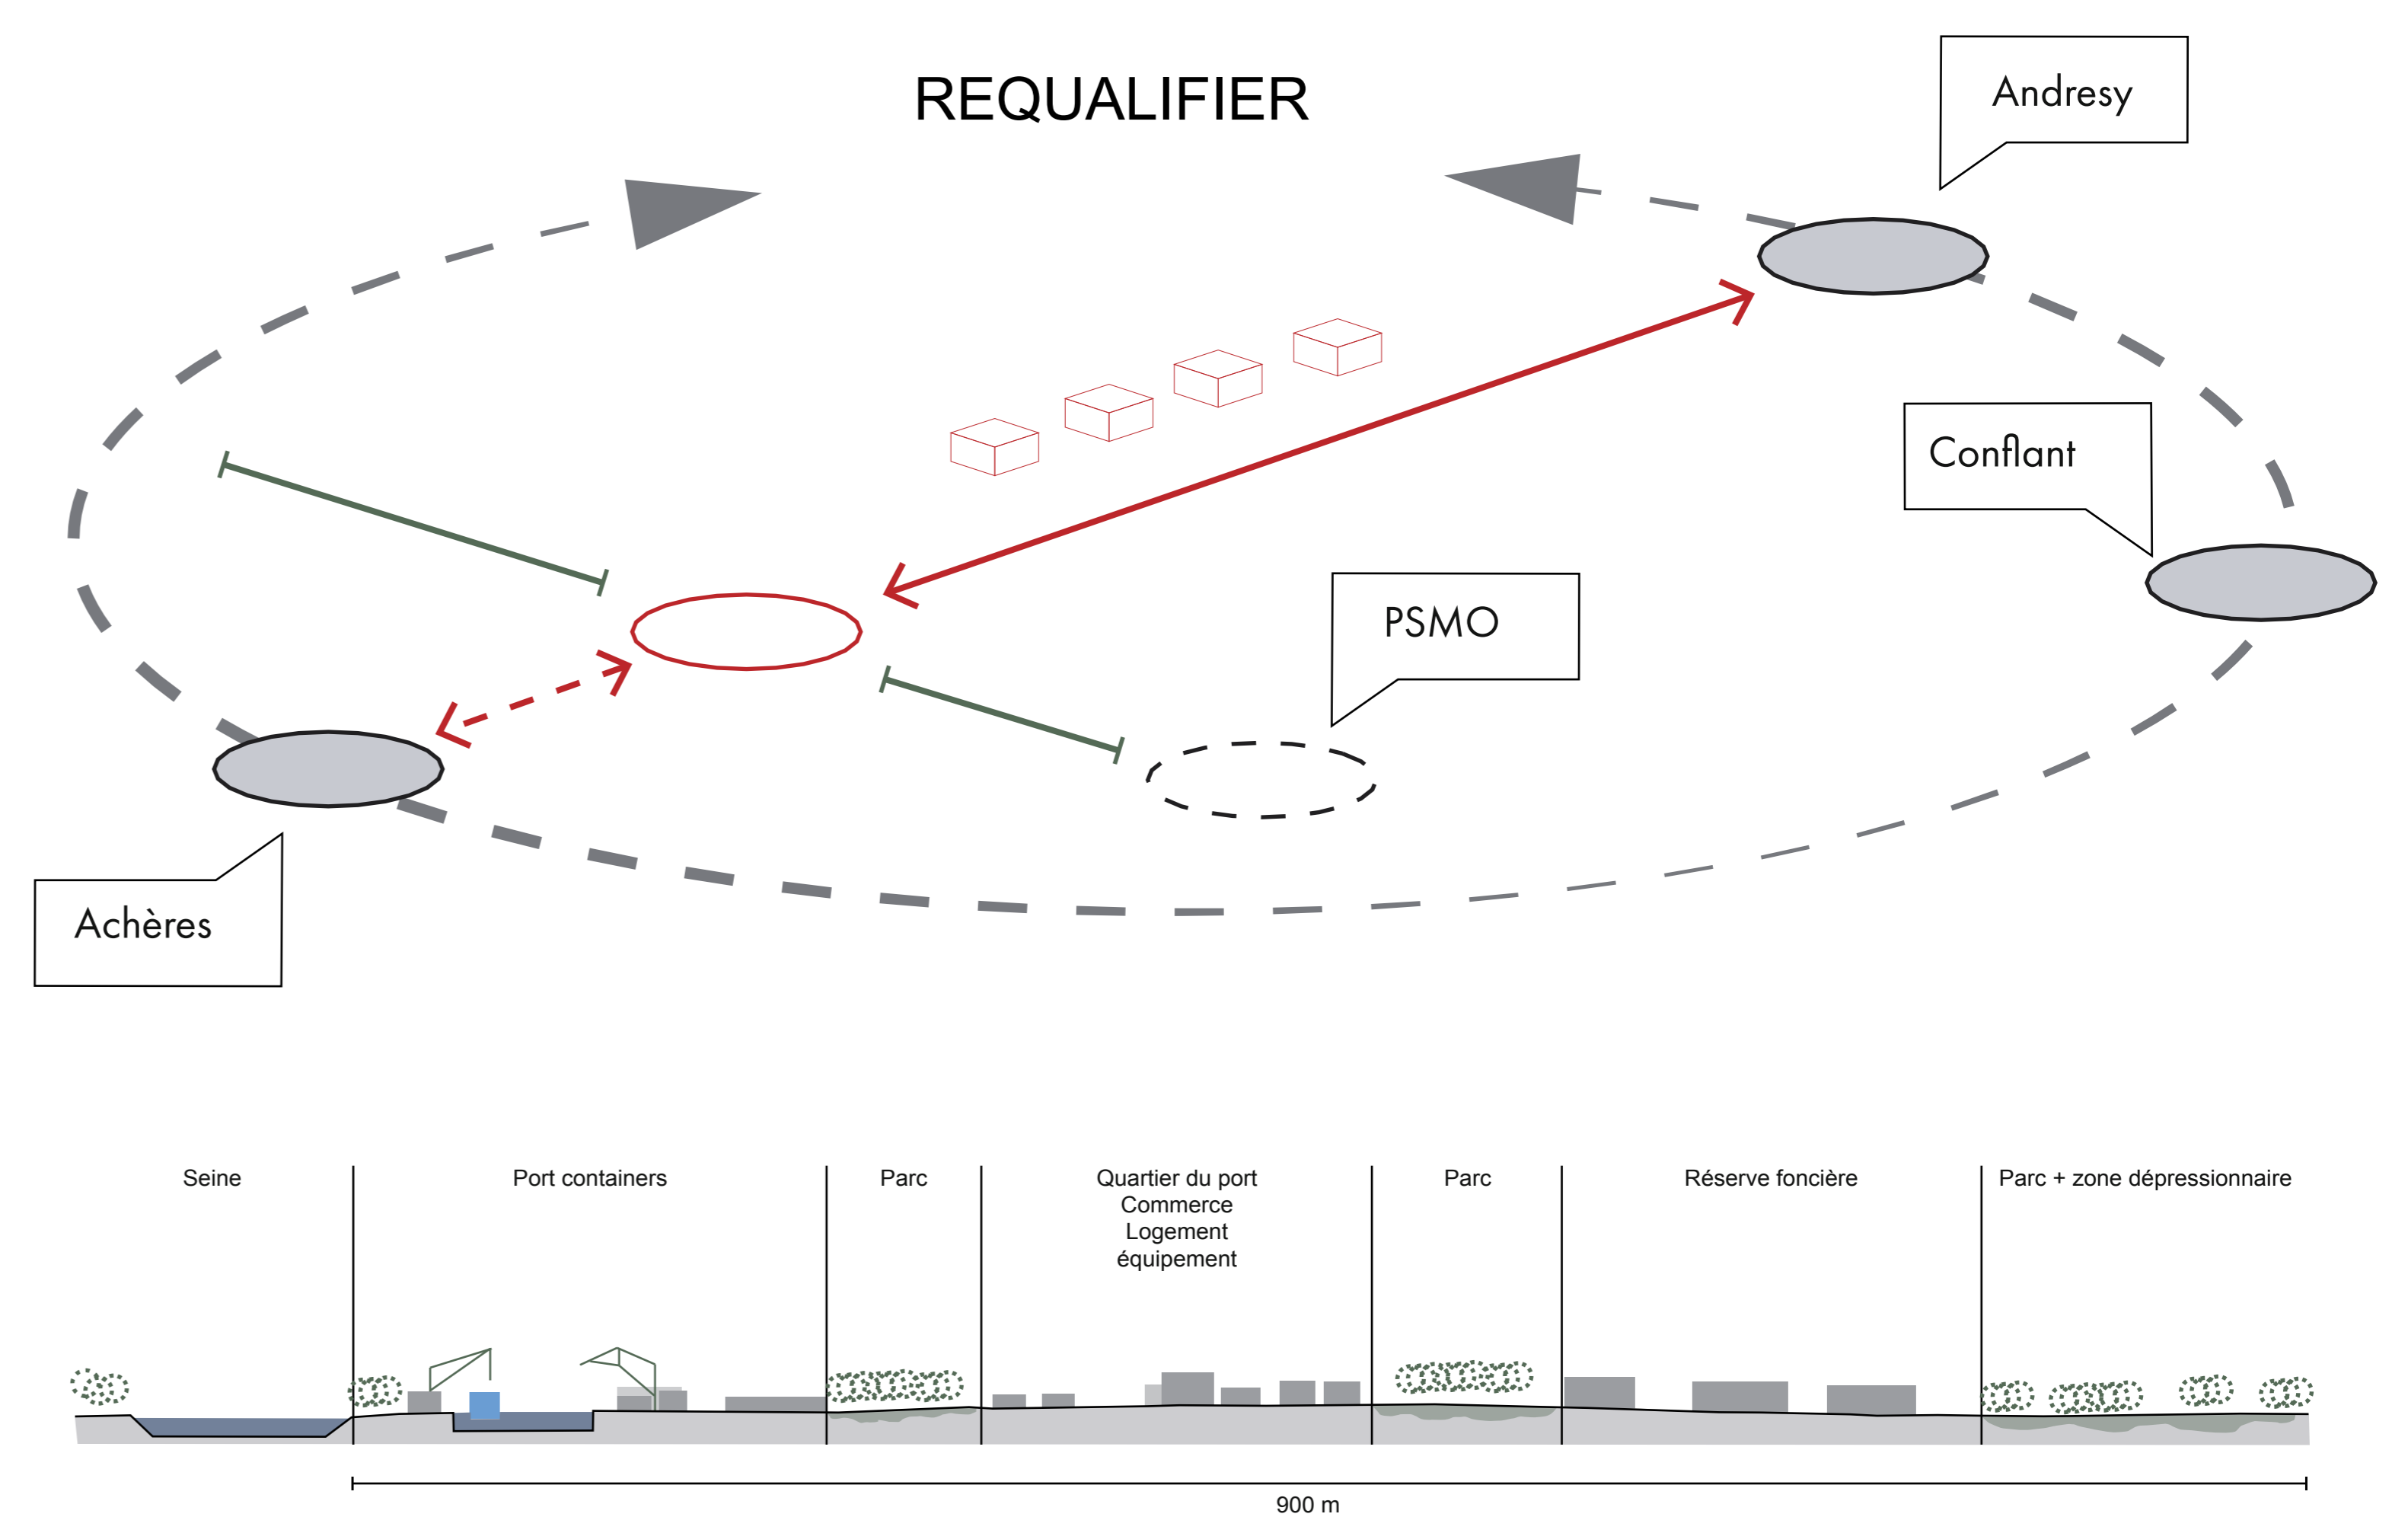 REQUALIFIER
Andresy
Conflant
PSMO
Achères
Seine
Port containers
Parc
Quartier du port
Commerce
Logement
équipement
Parc
Réserve foncière
Parc + zone dépressionnaire
900 m